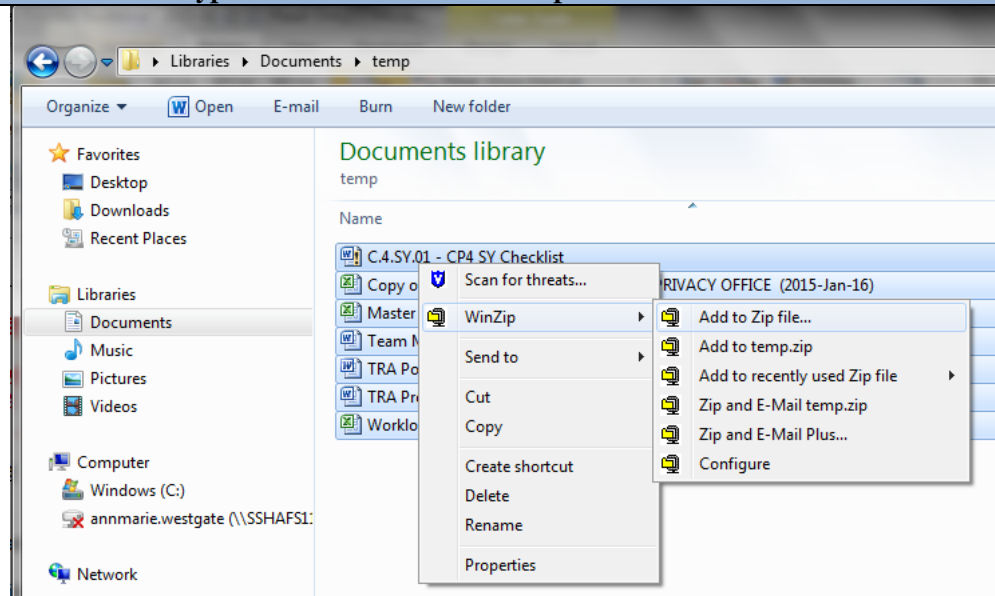 Libraries ▸ Documents ▸ temp
Organize ▾ Open E-mail Burn New folder
Favorites
Desktop
Downloads
Recent Places
Libraries
Documents
Music
Pictures
Videos
Computer
Windows (C:)
annmarie.westgate (\\SSHAFS1
Network
Documents library
temp
Name
C.4.SY.01 - CP4 SY Checklist
Copy o
RIVACY OFFICE (2015-Jan-16)
Master
Team M
TRA Po
TRA Pr
Worklo
Scan for threats...
WinZip
Send to
Cut
Copy
Create shortcut
Delete
Rename
Properties
Add to Zip file...
Add to temp.zip
Add to recently used Zip file
Zip and E-Mail temp.zip
Zip and E-Mail Plus...
Configure